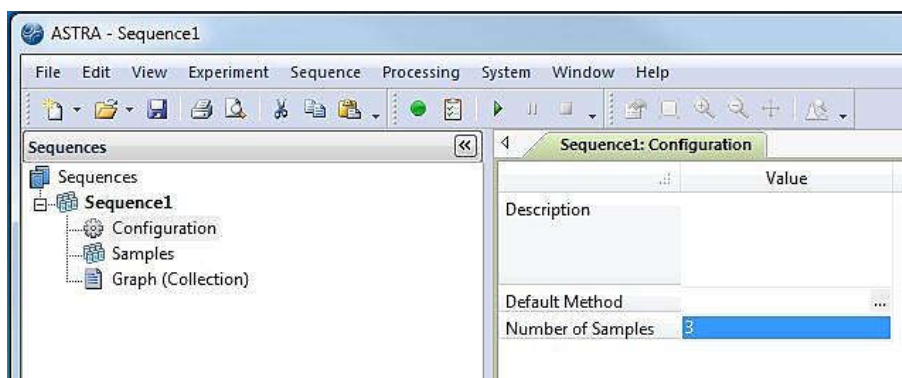 ASTRA - Sequence1
File Edit View Experiment Sequence Processing System Window Help
Sequences
Sequences
Sequence1
Configuration
Samples
Graph (Collection)
Sequence1: Configuration
Value
Description
Default Method ...
Number of Samples 3